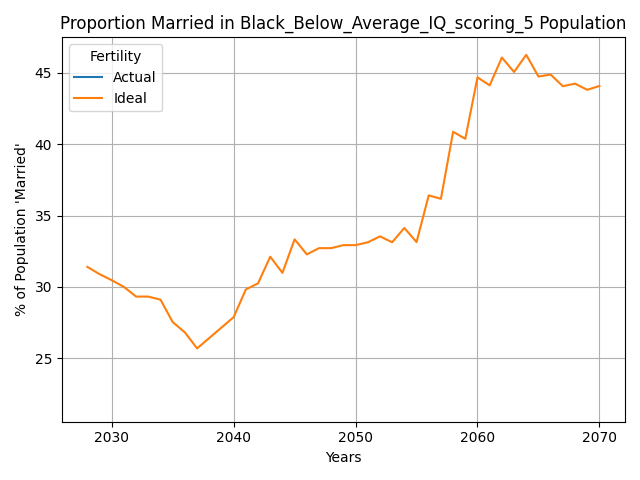 Proportion Married in Black_Below_Average_IQ_scoring_5 Population
Fertility
Actual
Ideal
% of Population 'Married'
45
40
35
30
25
2030
2040
2050
2060
2070
Years